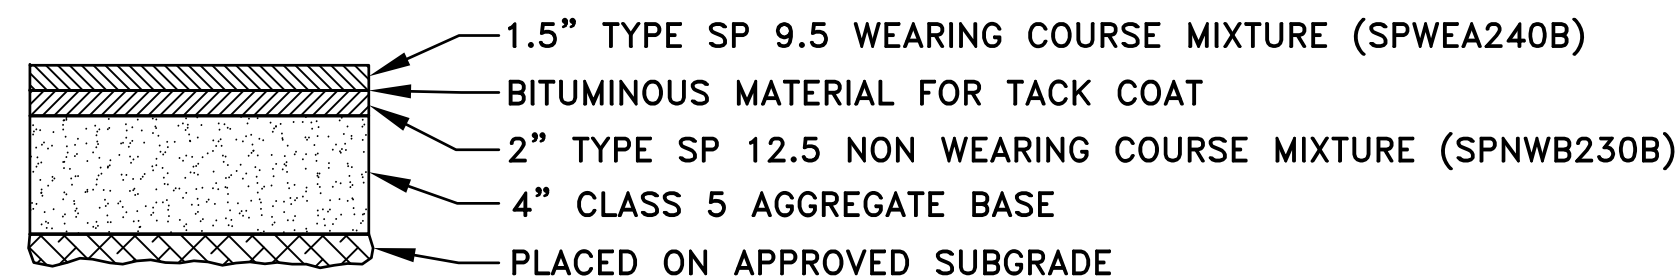 1.5” TYPE SP 9.5 WEARING COURSE MIXTURE (SPWEA240B)
BITUMINOUS MATERIAL FOR TACK COAT
2” TYPE SP 12.5 NON WEARING COURSE MIXTURE (SPNWB230B)
4” CLASS 5 AGGREGATE BASE
PLACED ON APPROVED SUBGRADE